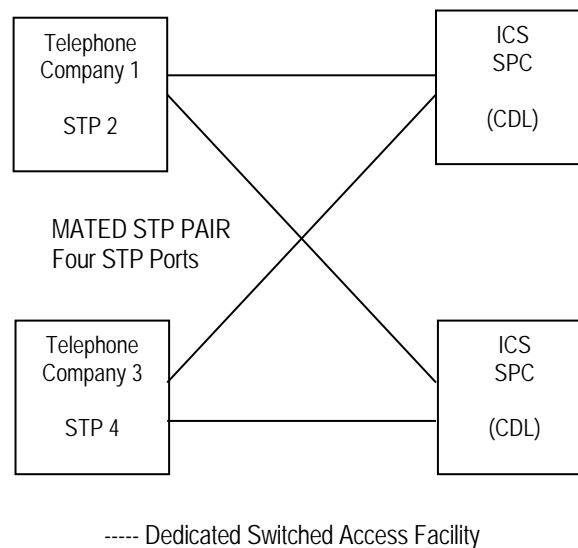 Telephone
Company 1
STP 2
ICS
SPC
(CDL)
MATED STP PAIR
Four STP Ports
Telephone
Company 3
STP 4
ICS
SPC
(CDL)
----- Dedicated Switched Access Facility